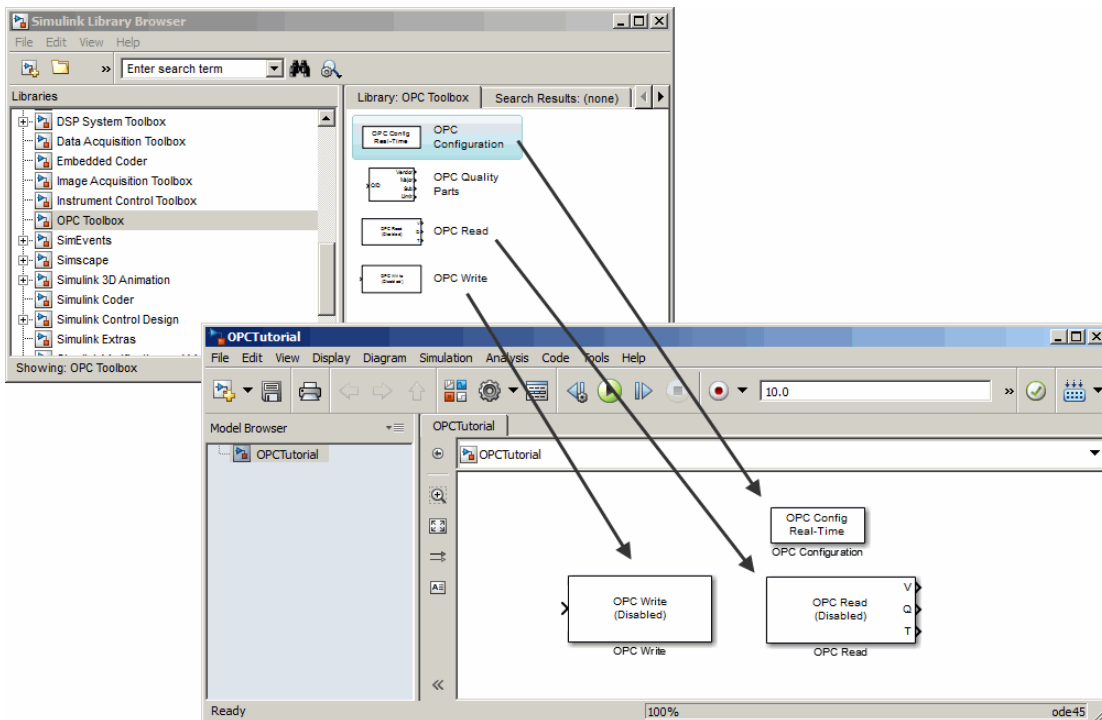 Simulink Library Browser
File Edit View Help
» Enter search term
Libraries
Library: OPC Toolbox Search Results: (none)
DSP System Toolbox
Data Acquisition Toolbox
Embedded Coder
Image Acquisition Toolbox
Instrument Control Toolbox
OPC Toolbox
SimEvents
Simscape
Simulink 3D Animation
Simulink Coder
Simulink Control Design
Simulink Extras
Showing: OPC Toolbox
OPC Config
Real-Time
OPC
Configuration
OPC Quality
Parts
OPC Read
OPC Write
OPCTutorial
File Edit View Display Diagram Simulation Analysis Code Tools Help
10.0 »
Model Browser
OPCTutorial
OPCTutorial
OPCTutorial
OPC Config
Real-Time
OPC Configuration
OPC Write
(Disabled)
OPC Write
OPC Read
(Disabled)
V
Q
T
OPC Read
Ready 100% ode45